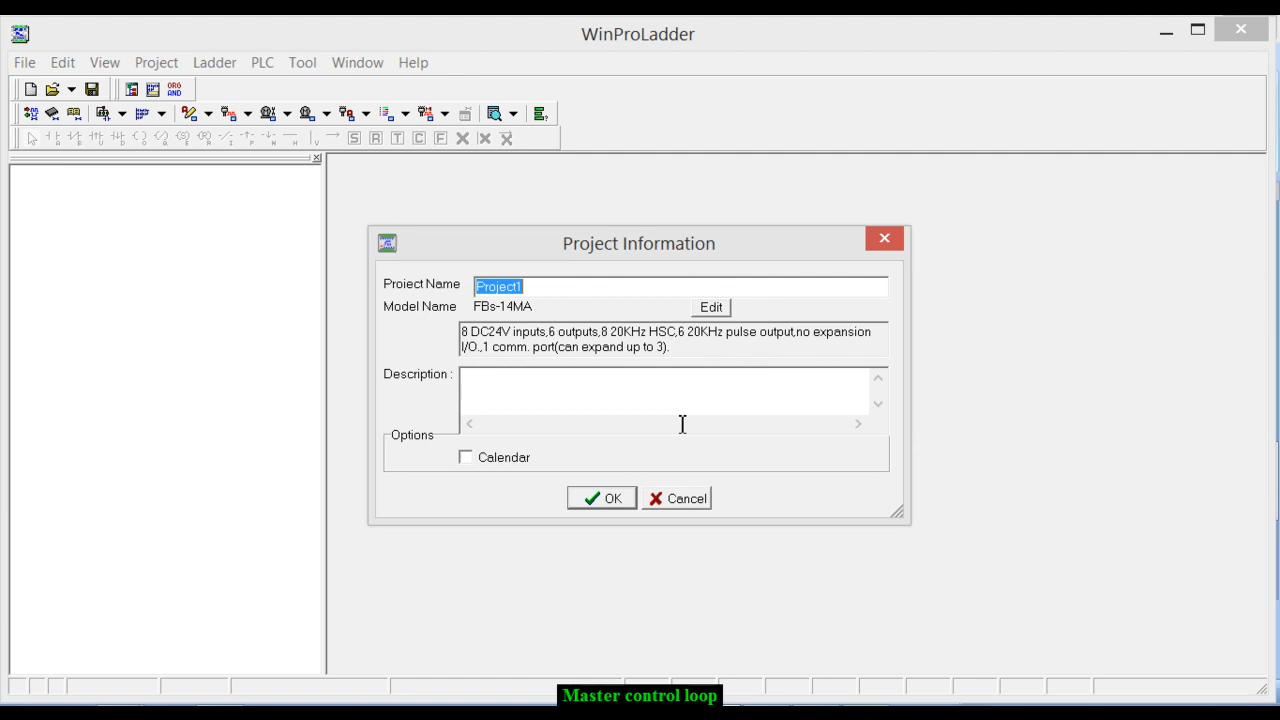 WinProLadder
File Edit View Project Ladder PLC Tool Window Help
ORG
AND
S R T C F
Project Information
Project Name Project1
Model Name FBs-14MA Edit
8 DC24V inputs,6 outputs,8 20KHz HSC,6 20KHz pulse output,no expansion
I/O.,1 comm. port(can expand up to 3).
Description :
Options
Calendar
OK Cancel
Master control loop